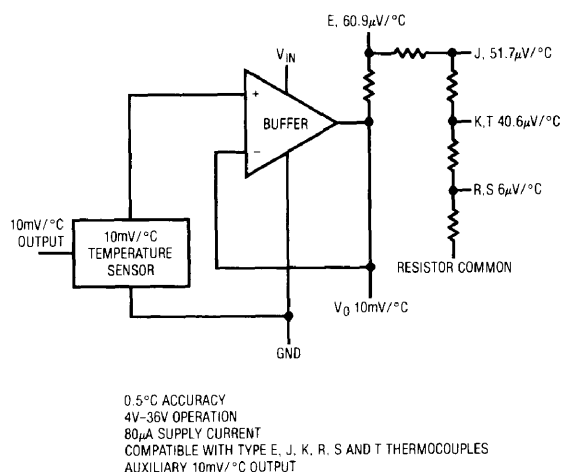 E, 60.9µV/°C
VIN
J, 51.7µV/°C
+
BUFFER
−
K,T 40.6µV/°C
R,S 6µV/°C
10mV/°C
OUTPUT
10mV/°C
TEMPERATURE
SENSOR
RESISTOR COMMON
VO 10mV/°C
GND
0.5°C ACCURACY
4V-36V OPERATION
80µA SUPPLY CURRENT
COMPATIBLE WITH TYPE E, J, K, R, S AND T THERMOCOUPLES
AUXILIARY 10mV/°C OUTPUT